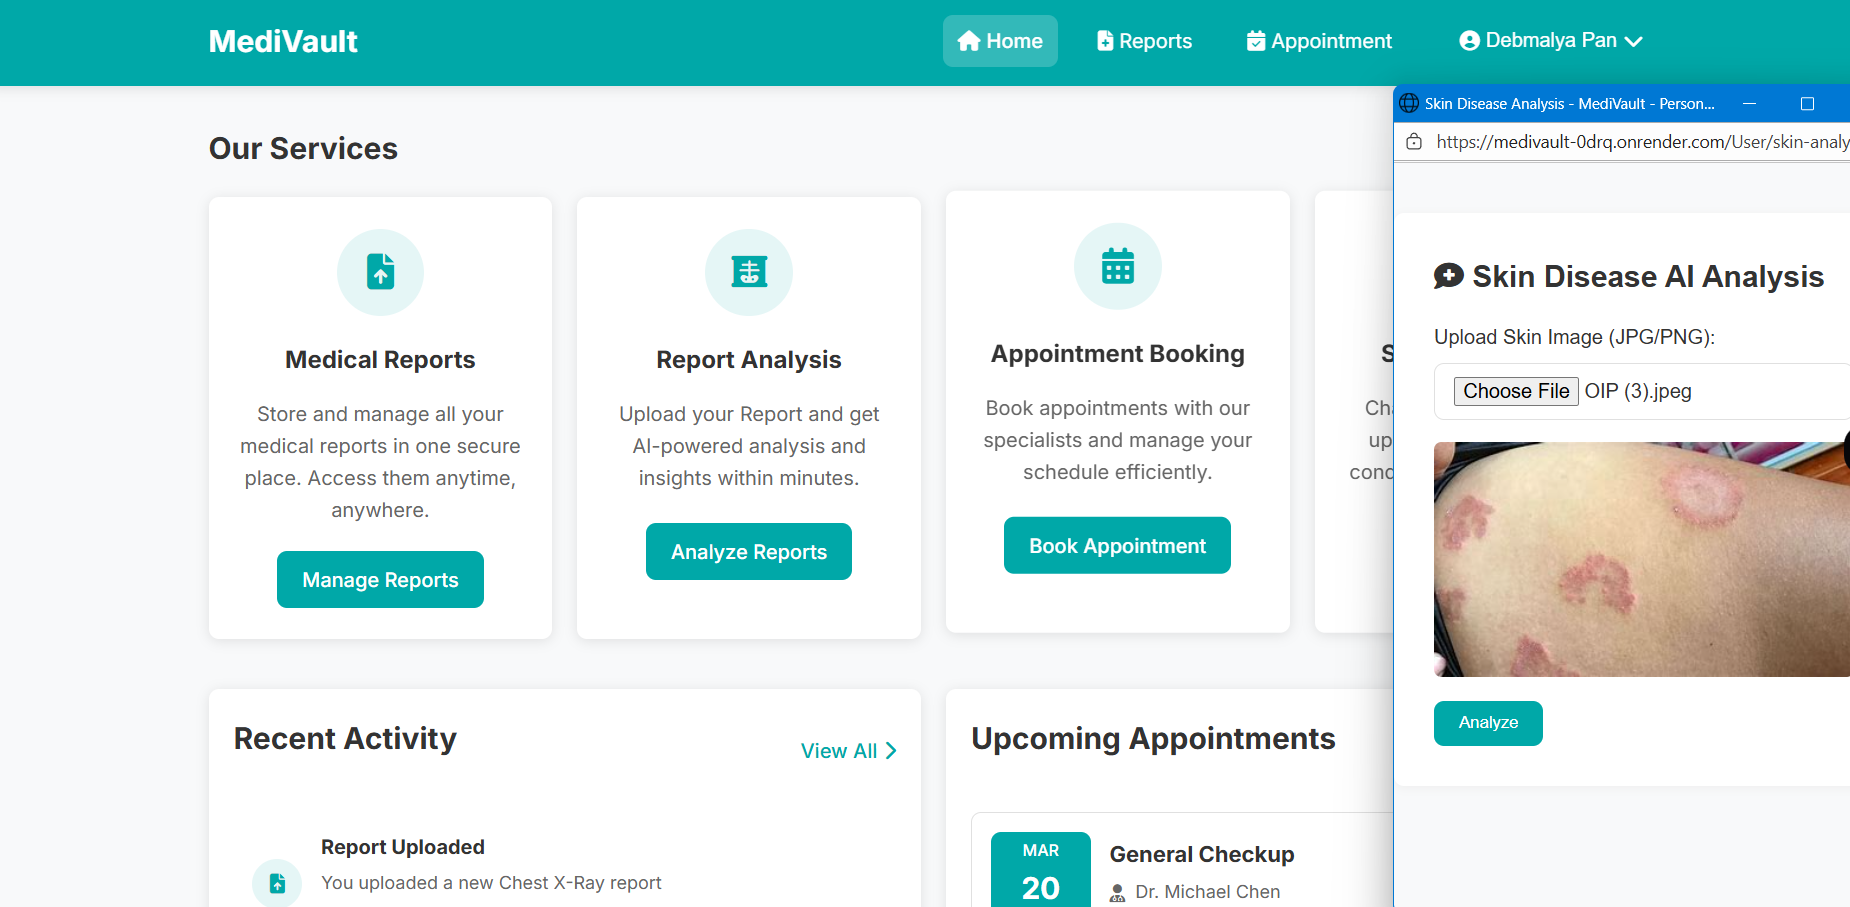 MediVault
Home
Reports
Appointment
Debmalya Pan
Our Services
Medical Reports
Store and manage all your
medical reports in one secure
place. Access them anytime,
anywhere.
Manage Reports
Report Analysis
Upload your Report and get
AI-powered analysis and
insights within minutes.
Analyze Reports
Appointment Booking
Book appointments with our
specialists and manage your
schedule efficiently.
Book Appointment
S
Cha
up
cond
Recent Activity
View All
Report Uploaded
You uploaded a new Chest X-Ray report
Upcoming Appointments
MAR
20
General Checkup
Dr. Michael Chen
Skin Disease Analysis - MediVault - Person...
https://medivault-0drq.onrender.com/User/skin-analy
Skin Disease AI Analysis
Upload Skin Image (JPG/PNG):
Choose File OIP (3).jpeg
Analyze